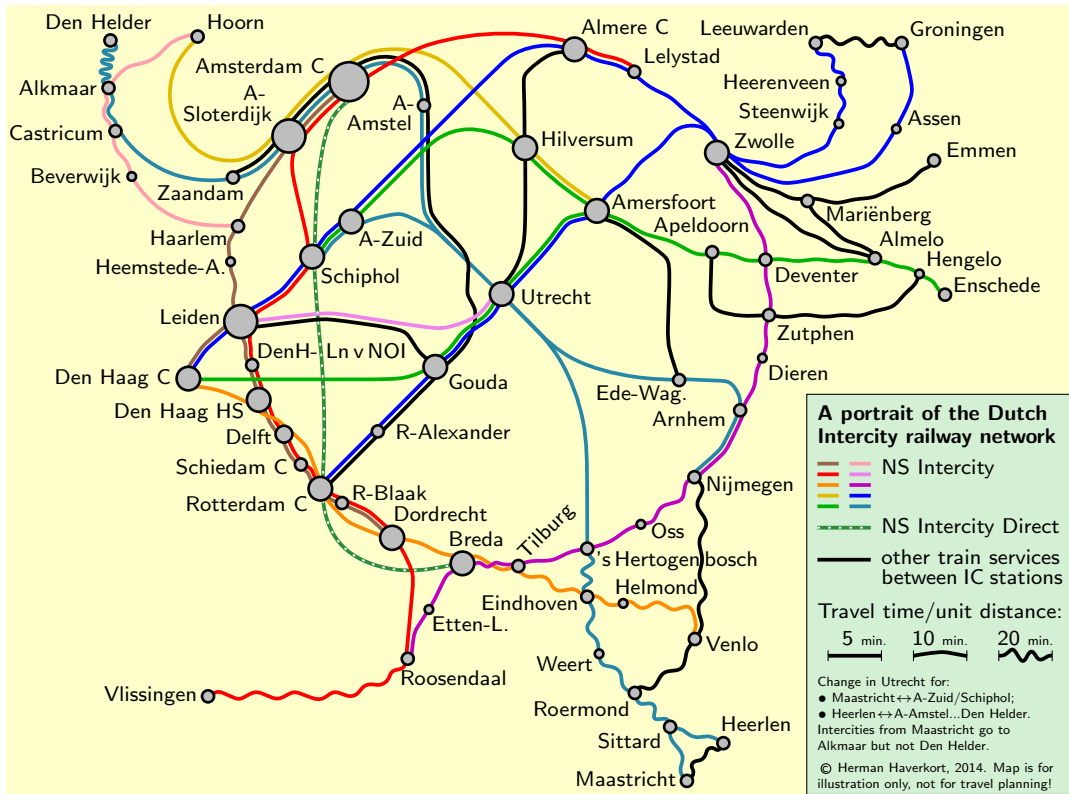 Den Helder
Hoorn
Almere C
Leeuwarden
Groningen
Amsterdam C
Lelystad
Alkmaar
A-
Sloterdijk
A-
Amstel
Heerenveen
Steenwijk
Assen
Castricum
Hilversum
Zwolle
Emmen
Beverwijk
Zaandam
Amersfoort
Mariënberg
Haarlem
A-Zuid
Apeldoorn
Almelo
Heemstede-A.
Schiphol
Deventer
Hengelo
Enschede
Utrecht
Leiden
Zutphen
DenH- Ln v NOI
Den Haag C
Gouda
Dieren
Ede-Wag.
Den Haag HS
Arnhem
Delft
R-Alexander
Schiedam C
Nijmegen
Rotterdam C
R-Blaak
Dordrecht
Breda
Tilburg
Oss
's Hertogenbosch
Eindhoven
Helmond
Etten-L.
Venlo
Weert
Roosendaal
Vlissingen
Roermond
Sittard
Heerlen
Maastricht
A portrait of the Dutch
Intercity railway network
NS Intercity
NS Intercity Direct
other train services
between IC stations
Travel time/unit distance:
5 min. 10 min. 20 min.
Change in Utrecht for:
● Maastricht↔A-Zuid/Schiphol;
● Heerlen↔A-Amstel...Den Helder.
Intercities from Maastricht go to
Alkmaar but not Den Helder.
© Herman Haverkort, 2014. Map is for
illustration only, not for travel planning!